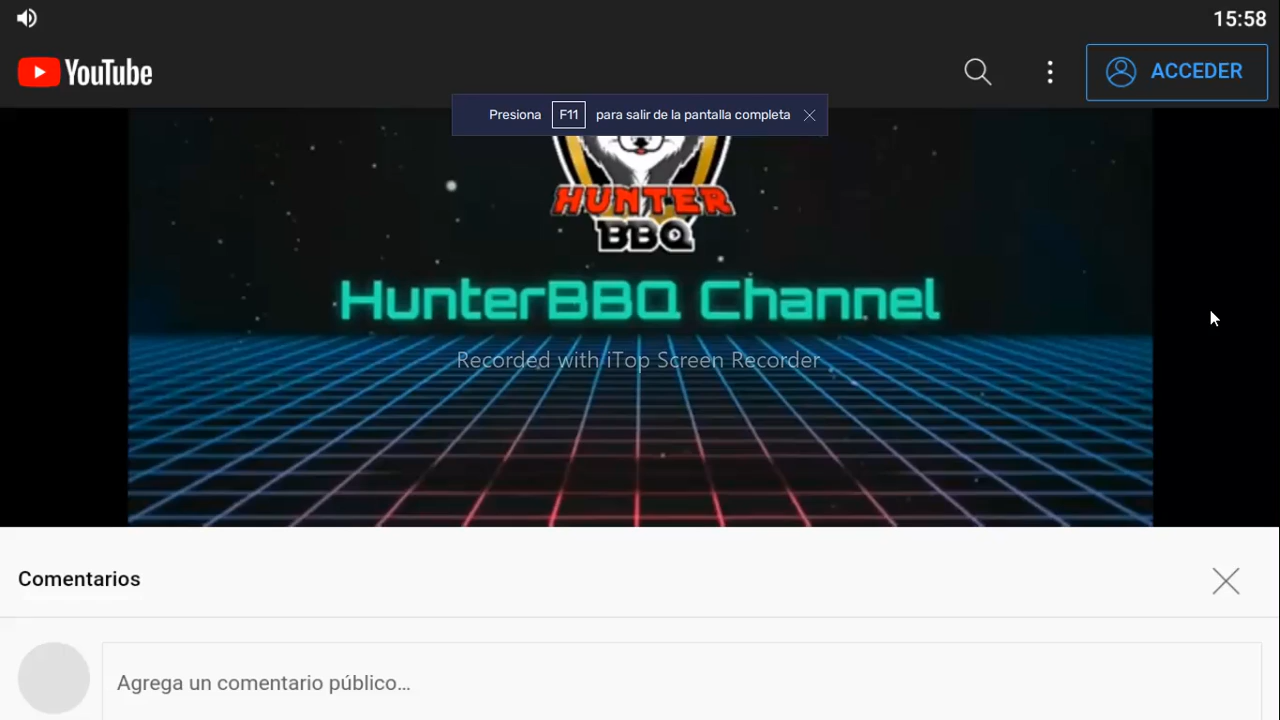 15:58
YouTube
ACCEDER
Presiona F11 para salir de la pantalla completa
HUNTER
BBQ
HunterBBQ Channel
Recorded with iTop Screen Recorder
Comentarios
Agrega un comentario público...